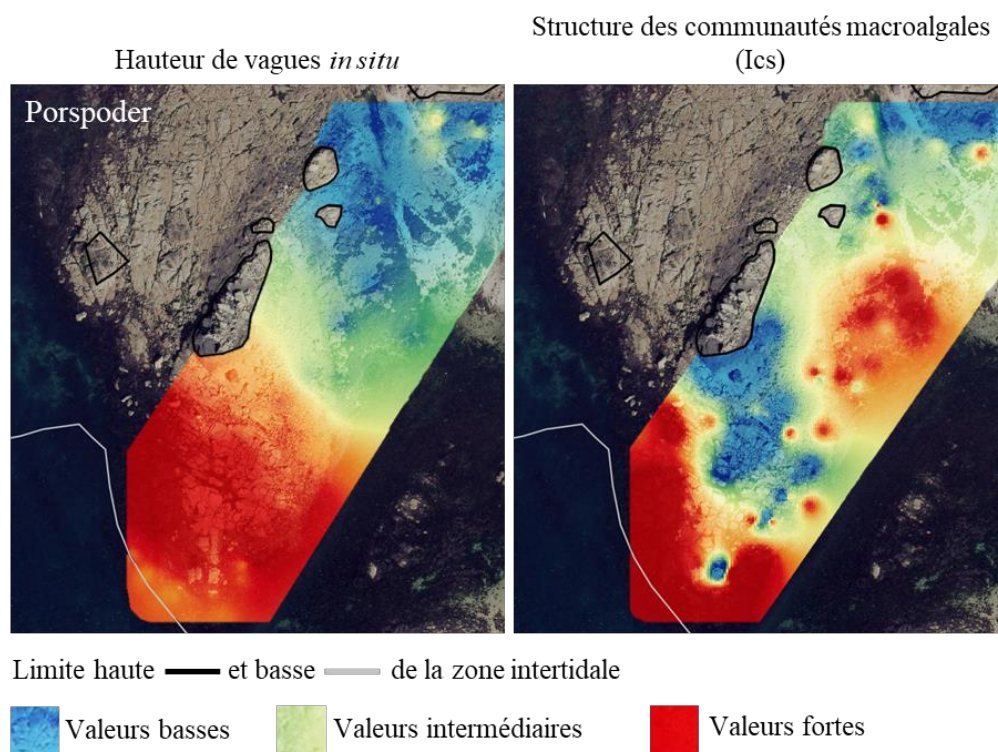 Hauteur de vagues in situ
Structure des communautés macroalgales
(Ics)
Porspoder
Limite haute et basse de la zone intertidale
Valeurs basses
Valeurs intermédiaires
Valeurs fortes